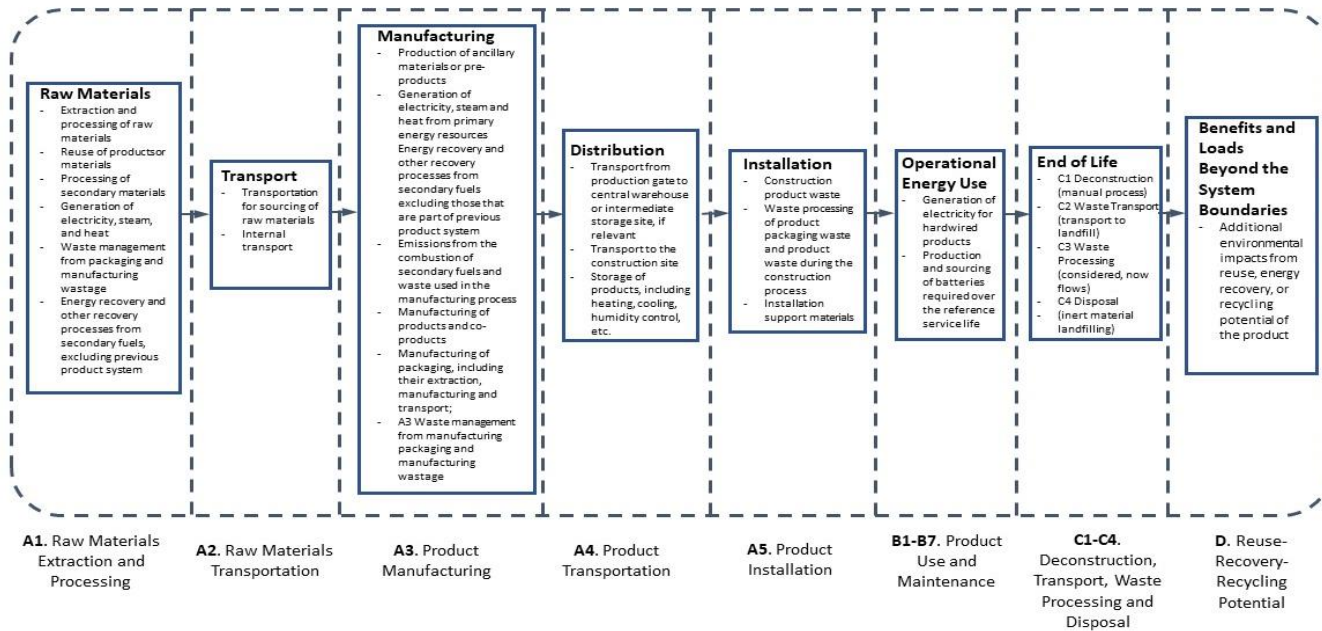 Raw Materials
- Extraction and
processing of raw
materials
- Reuse of productsor
materials
- Processing of
secondary materials
- Generation of
electricity, steam,
and heat
- Waste management
from packaging and
manufacturing
wastage
- Energy recovery and
other recovery
processes from
secondary fuels,
excluding previous
product system
Transport
- Transportation
for sourcing of
raw materials
- Internal
transport
Manufacturing
- Production of ancillary
materials or pre-
products
- Generation of
electricity, steam and
heat from primary
energy resources
Energy recovery and
other recovery
processes from
secondary fuels
excluding those that
are part of previous
product system
- Emissions from the
combustion of
secondary fuels and
waste used in the
manufacturing process
- Manufacturing of
products and co-
products
- Manufacturing of
packaging, including
their extraction,
manufacturing and
transport;
- A3 Waste management
from manufacturing
packaging and
manufacturing
wastage
Distribution
- Transport from
production gate to
central warehouse
or intermediate
storage site, if
relevant
- Transport to the
construction site
- Storage of
products, including
heating, cooling,
humidity control,
etc.
Installation
- Construction
product waste
- Waste processing
of product
packaging waste
and product
waste during the
construction
process
- Installation
support materials
Operational
Energy Use
- Generation of
electricity for
hardwired
products
- Production
and sourcing
of batteries
required over
the reference
service life
End of Life
- C1 Deconstruction
(manual process)
- C2 Waste Transport
(transport to
landfill)
- C3 Waste
Processing
(considered, now
flows)
- C4 Disposal
- (inert material
landfilling)
Benefits and
Loads
Beyond the
System
Boundaries
- Additional
environmental
impacts from
reuse, energy
recovery, or
recycling
potential of
the product
A1. Raw Materials
Extraction and
Processing
A2. Raw Materials
Transportation
A3. Product
Manufacturing
A4. Product
Transportation
A5. Product
Installation
B1-B7. Product
Use and
Maintenance
C1-C4.
Deconstruction,
Transport, Waste
Processing and
Disposal
D. Reuse-
Recovery-
Recycling
Potential